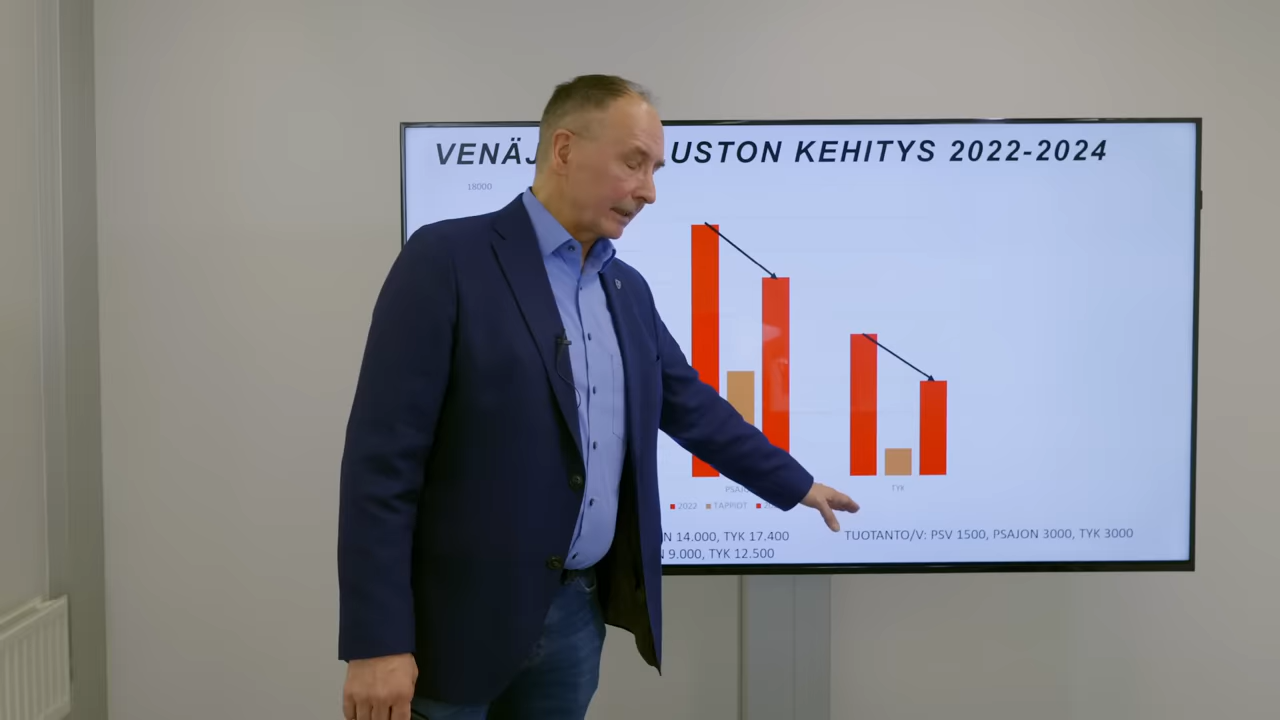 VENÄJ USTON KEHITYS 2022-2024
18000
PSAJO TYK
2022 TAPPIOT
N 14.000, TYK 17.400 TUOTANTO/V: PSV 1500, PSAJON 3000, TYK 3000
N 9.000, TYK 12.500